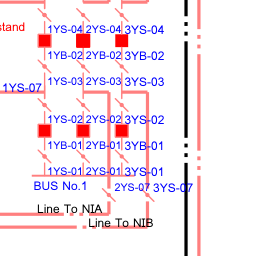 stand
1YS-04 2YS-04 3YS-04
1YB-02 2YB-02 3YB-02
1YS-03 2YS-03 3YS-03
1YS-07
1YS-02 2YS-02 3YS-02
1YB-01 2YB-01 3YB-01
1YS-01 2YS-01 3YS-01
BUS No.1 2YS-07 3YS-07
Line To NIA
Line To NIB